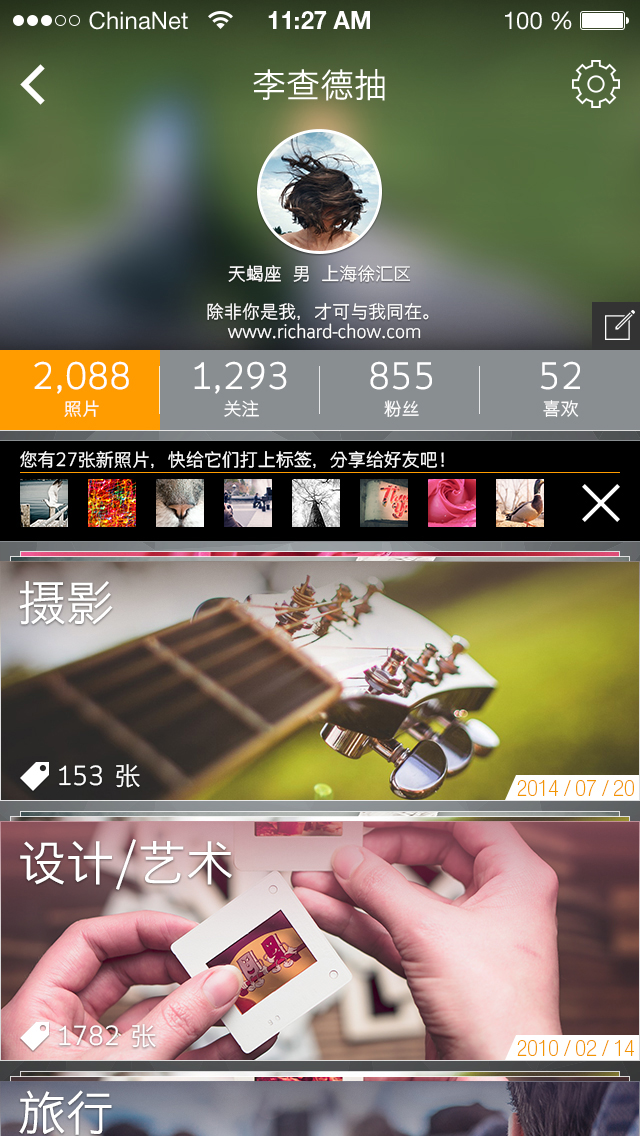 ChinaNet 11:27 AM 100 %
李查德抽
天蝎座 男 上海徐汇区
除非你是我，才可与我同在。
www.richard-chow.com
2,088 1,293 855 52
照片 关注 粉丝 喜欢
您有27张新照片，快给它们打上标签，分享给好友吧！
摄影
153 张
2014 / 07 / 20
设计/艺术
1782 张
2010 / 02 / 14
旅行